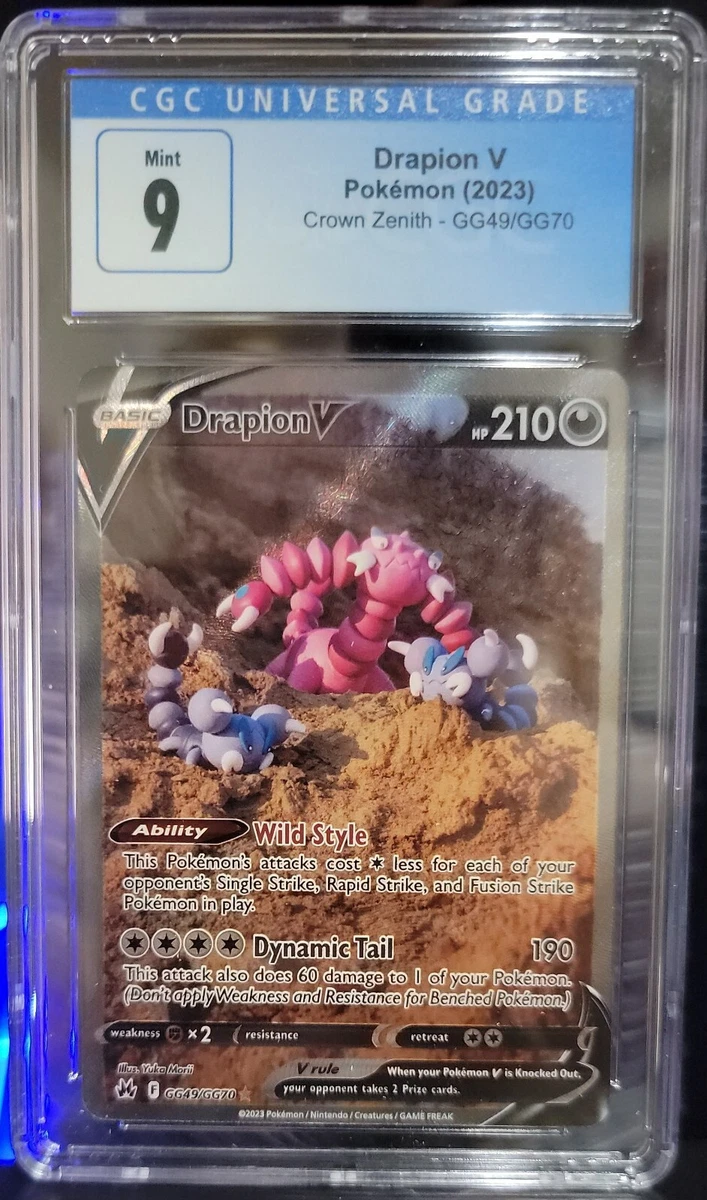 CGC UNIVERSAL GRADE
Mint
9
Drapion V
Pokémon (2023)
Crown Zenith - GG49/GG70
BASIC
Drapion V
HP 210
Ability Wild Style
This Pokémon's attacks cost less for each of your
opponent's Single Strike, Rapid Strike, and Fusion Strike
Pokémon in play.
Dynamic Tail 190
This attack also does 60 damage to 1 of your Pokémon.
(Don't apply Weakness and Resistance for Benched Pokémon.)
weakness ×2 resistance retreat
Illus. Yuka Morii
V rule When your Pokémon V is Knocked Out,
your opponent takes 2 Prize cards.
F GG49/GG70
©2023 Pokémon / Nintendo / Creatures / GAME FREAK